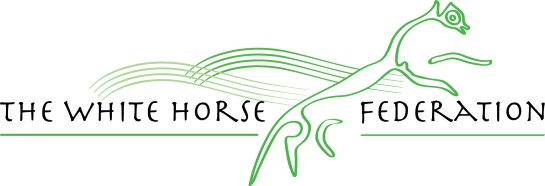 THE WHITE HORSE FEDERATION